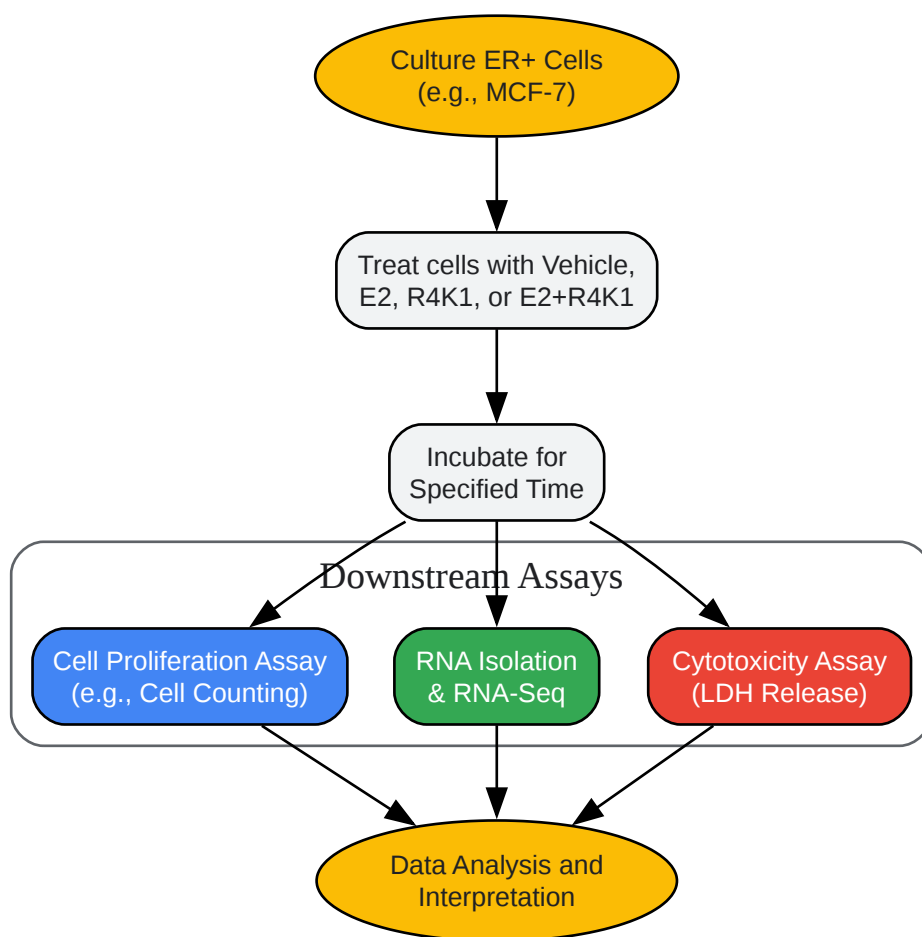 Culture ER+ Cells
(e.g., MCF-7)
Treat cells with Vehicle,
E2, R4K1, or E2+R4K1
Incubate for
Specified Time
Downstream Assays
Cell Proliferation Assay
(e.g., Cell Counting)
RNA Isolation
& RNA-Seq
Cytotoxicity Assay
(LDH Release)
Data Analysis and
Interpretation